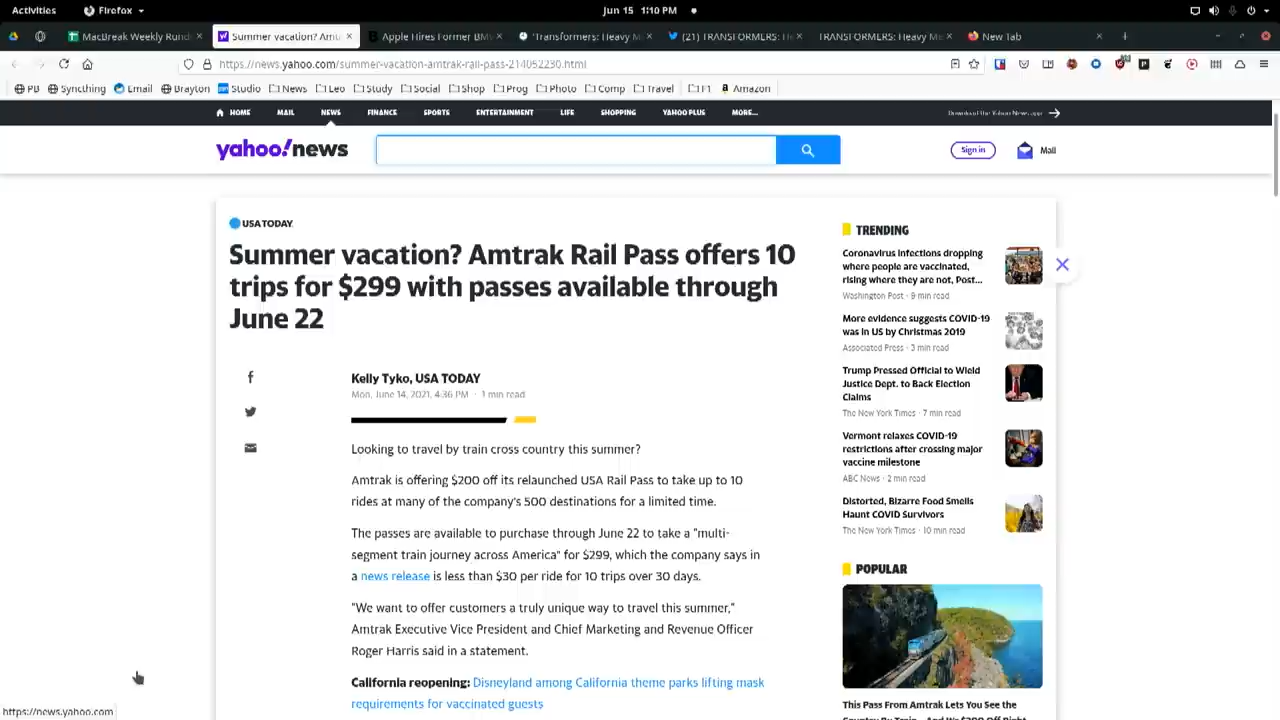 Activities
Firefox
Jun 15 1:10 PM
MacBreak Weekly Rund
Summer vacation? Amt
Apple Hires Former BMW
'Transformers: Heavy M
(21) TRANSFORMERS: H
TRANSFORMERS: Heavy Me
New Tab
https://news.yahoo.com/summer-vacation-amtrak-rail-pass-214052230.html
PB
Syncthing
Email
Brayton
Studio
News
Leo
Study
Social
Shop
Prog
Photo
Comp
Travel
F1
Amazon
HOME
MAIL
NEWS
FINANCE
SPORTS
ENTERTAINMENT
LIFE
SHOPPING
YAHOO PLUS
MORE...
Download the Yahoo News app
yahoo!news
Sign in
Mail
USA TODAY
Summer vacation? Amtrak Rail Pass offers 10
trips for $299 with passes available through
June 22
Kelly Tyko, USA TODAY
Mon, June 14, 2021, 4:36 PM · 1 min read
Looking to travel by train cross country this summer?
Amtrak is offering $200 off its relaunched USA Rail Pass to take up to 10
rides at many of the company's 500 destinations for a limited time.
The passes are available to purchase through June 22 to take a "multi-
segment train journey across America" for $299, which the company says in
a news release is less than $30 per ride for 10 trips over 30 days.
"We want to offer customers a truly unique way to travel this summer,"
Amtrak Executive Vice President and Chief Marketing and Revenue Officer
Roger Harris said in a statement.
California reopening: Disneyland among California theme parks lifting mask
requirements for vaccinated guests
TRENDING
Coronavirus infections dropping
where people are vaccinated,
rising where they are not, Post...
Washington Post · 9 min read
More evidence suggests COVID-19
was in US by Christmas 2019
Associated Press · 3 min read
Trump Pressed Official to Wield
Justice Dept. to Back Election
Claims
The New York Times · 7 min read
Vermont relaxes COVID-19
restrictions after crossing major
vaccine milestone
ABC News · 2 min read
Distorted, Bizarre Food Smells
Haunt COVID Survivors
The New York Times · 10 min read
POPULAR
This Pass From Amtrak Lets You See the
https://news.yahoo.com